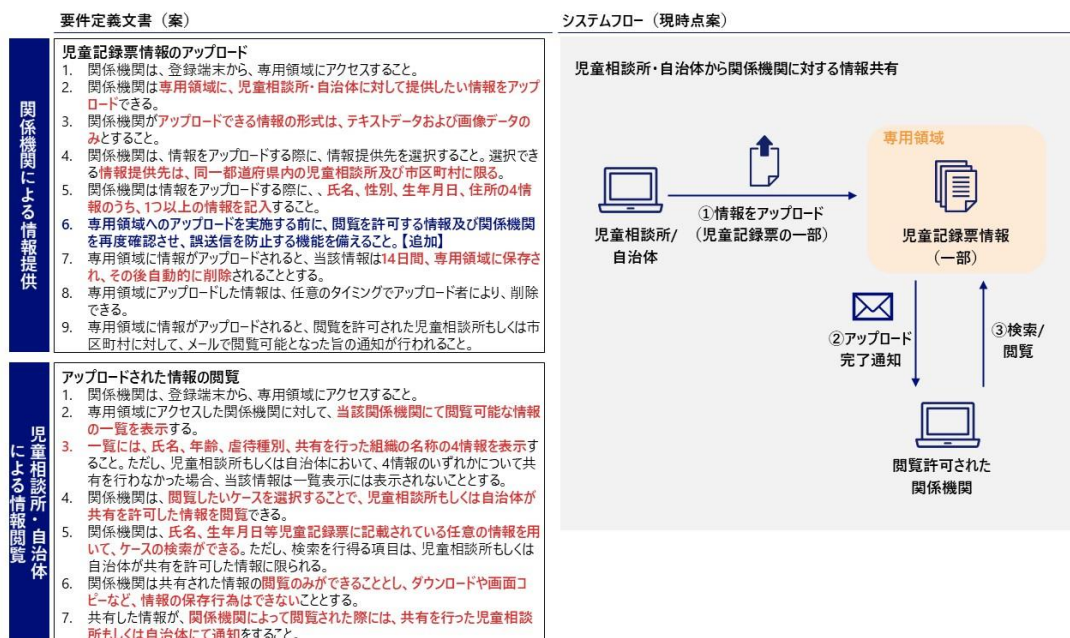 要件定義文書（案）
関係機関による情報提供
児童記録票情報のアップロード
1. 関係機関は、登録端末から、専用領域にアクセスすること。
2. 関係機関は専用領域に、児童相談所・自治体に対して提供したい情報をアップ
ロードできる。
3. 関係機関がアップロードできる情報の形式は、テキストデータおよび画像データの
みとすること。
4. 関係機関は、情報をアップロードする際に、情報提供先を選択すること。選択でき
る情報提供先は、同一都道府県内の児童相談所及び市区町村に限る。
5. 関係機関は情報をアップロードする際に、、氏名、性別、生年月日、住所の4情
報のうち、1つ以上の情報を記入すること。
6. 専用領域へのアップロードを実施する前に、閲覧を許可する情報及び関係機関
を再度確認させ、誤送信を防止する機能を備えること。【追加】
7. 専用領域に情報がアップロードされると、当該情報は14日間、専用領域に保存さ
れ、その後自動的に削除されることとする。
8. 専用領域にアップロードした情報は、任意のタイミングでアップロード者により、削除
できる。
9. 専用領域に情報がアップロードされると、閲覧を許可された児童相談所もしくは市
区町村に対して、メールで閲覧可能となった旨の通知が行われること。
児童相談所・自治体
による情報閲覧
アップロードされた情報の閲覧
1. 関係機関は、登録端末から、専用領域にアクセスすること。
2. 専用領域にアクセスした関係機関に対して、当該関係機関にて閲覧可能な情報
の一覧を表示する。
3. 一覧には、氏名、年齢、虐待種別、共有を行った組織の名称の4情報を表示す
ること。ただし、児童相談所もしくは自治体において、4情報のいずれかについて共
有を行わなかった場合、当該情報は一覧表示には表示されないこととする。
4. 関係機関は、閲覧したいケースを選択することで、児童相談所もしくは自治体が
共有を許可した情報を閲覧できる。
5. 関係機関は、氏名、生年月日等児童記録票に記載されている任意の情報を用
いて、ケースの検索ができる。ただし、検索を行得る項目は、児童相談所もしくは
自治体が共有を許可した情報に限られる。
6. 関係機関は共有された情報の閲覧のみができることとし、ダウンロードや画面コ
ピーなど、情報の保存行為はできないこととする。
7. 共有した情報が、関係機関によって閲覧された際には、共有を行った児童相談
所もしくは自治体にて通知をすること。
システムフロー（現時点案）
児童相談所・自治体から関係機関に対する情報共有
専用領域
児童相談所/
自治体
①情報をアップロード
（児童記録票の一部）
児童記録票情報
（一部）
②アップロード
完了通知
③検索/
閲覧
閲覧許可された
関係機関